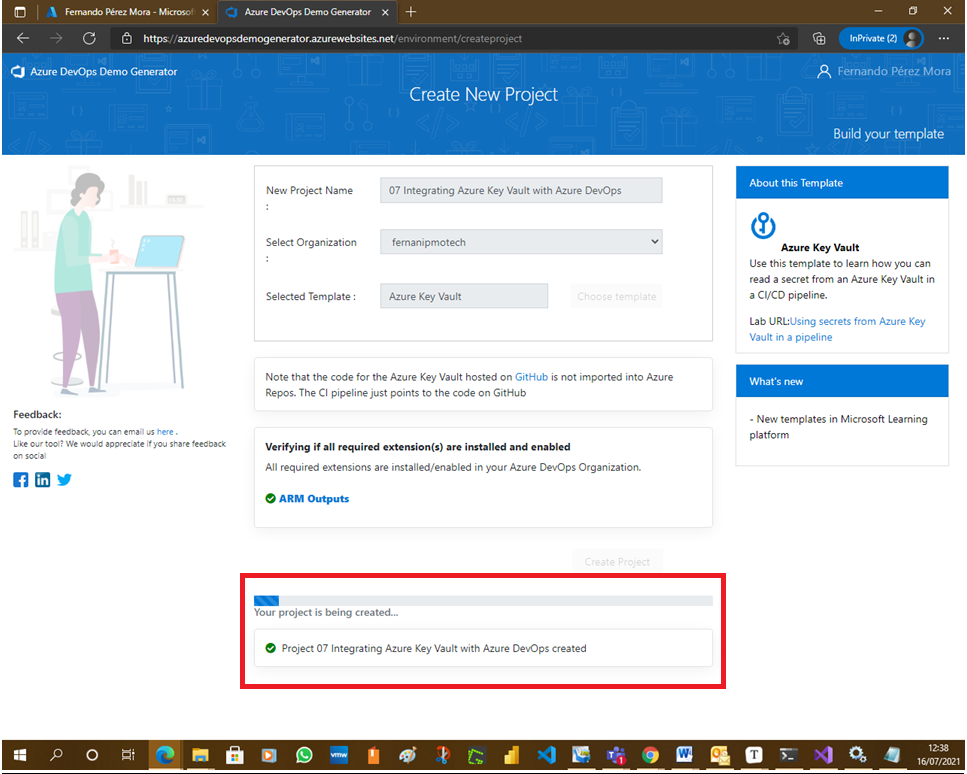 Fernando Pérez Mora - Microsof
Azure DevOps Demo Generator
https://azuredevopsdemogenerator.azurewebsites.net/environment/createproject
InPrivate (2)
Azure DevOps Demo Generator
Fernando Pérez Mora
Create New Project
Build your template
New Project Name
:
07 Integrating Azure Key Vault with Azure DevOps
Select Organization
:
fernanipmotech
Selected Template :
Azure Key Vault
Choose template
About this Template
Azure Key Vault
Use this template to learn how you can
read a secret from an Azure Key Vault in
a CI/CD pipeline.
Lab URL:Using secrets from Azure Key
Vault in a pipeline
Note that the code for the Azure Key Vault hosted on GitHub is not imported into Azure
Repos. The CI pipeline just points to the code on GitHub
What's new
- New templates in Microsoft Learning
platform
Feedback:
To provide feedback, you can email us here .
Like our tool? We would appreciate if you share feedback
on social
Verifying if all required extension(s) are installed and enabled
All required extensions are installed/enabled in your Azure DevOps Organization.
ARM Outputs
Create Project
Your project is being created...
Project 07 Integrating Azure Key Vault with Azure DevOps created
vmw
12:38
16/07/2021